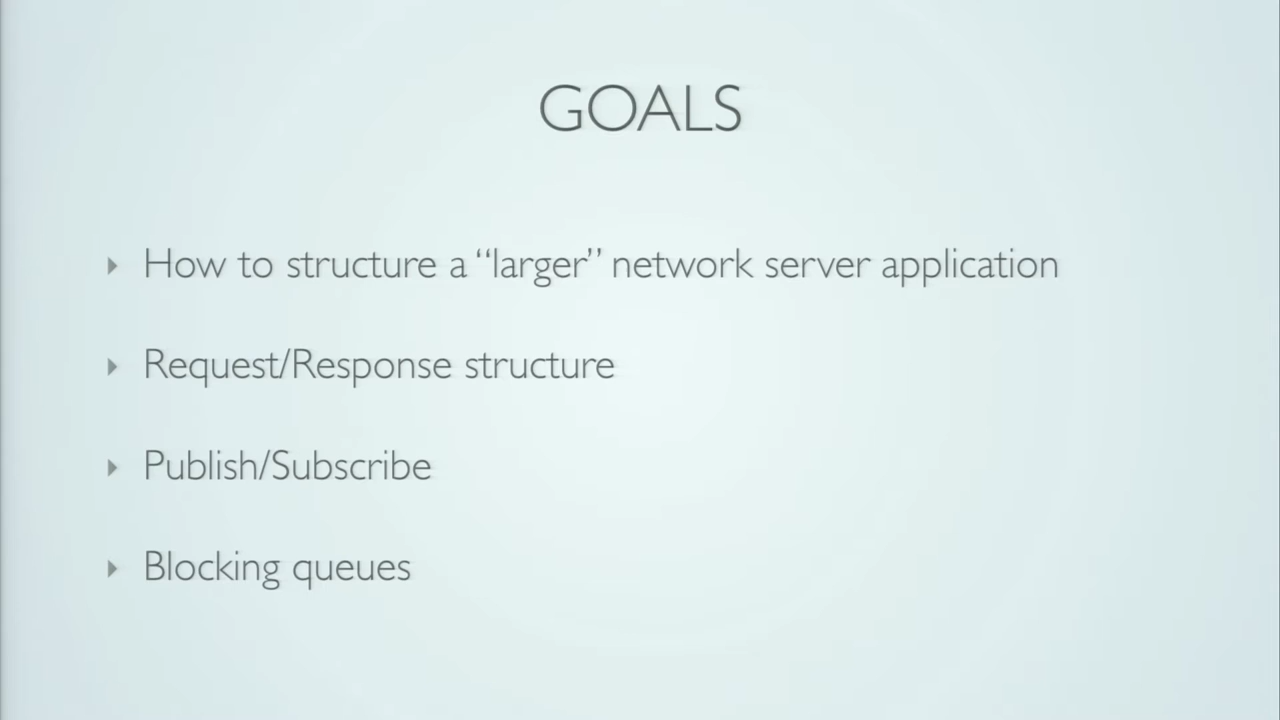 GOALS
How to structure a “larger” network server application
Request/Response structure
Publish/Subscribe
Blocking queues